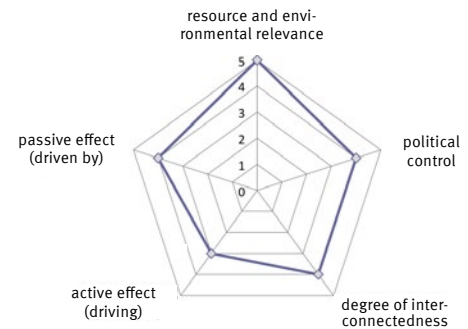 resource and envi-
ronmental relevance
5
4
3
2
1
0
passive effect
(driven by)
political
control
active effect
(driving)
degree of inter-
connectedness